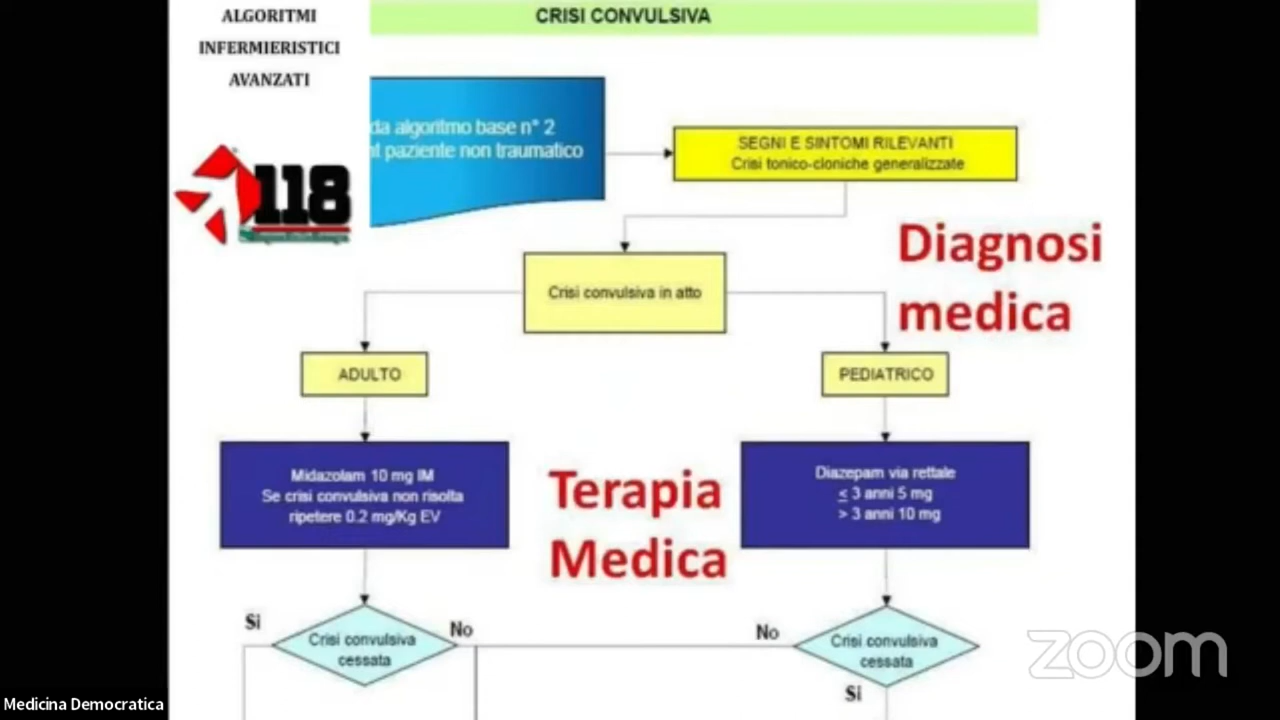 ALGORITMI
INFERMIERISTICI
AVANZATI
118
CRISI CONVULSIVA
da algoritmo base n° 2
nt paziente non traumatico
SEGNI E SINTOMI RILEVANTI
Crisi tonico-cloniche generalizzate
Diagnosi
medica
Crisi convulsiva in atto
ADULTO
PEDIATRICO
Midazolam 10 mg IM
Se crisi convulsiva non risolta
ripetere 0.2 mg/Kg EV
Terapia
Medica
Diazepam via rettale
≤ 3 anni 5 mg
> 3 anni 10 mg
Si
Crisi convulsiva
cessata
No
No
Crisi convulsiva
cessata
Si
zoom
Medicina Democratica